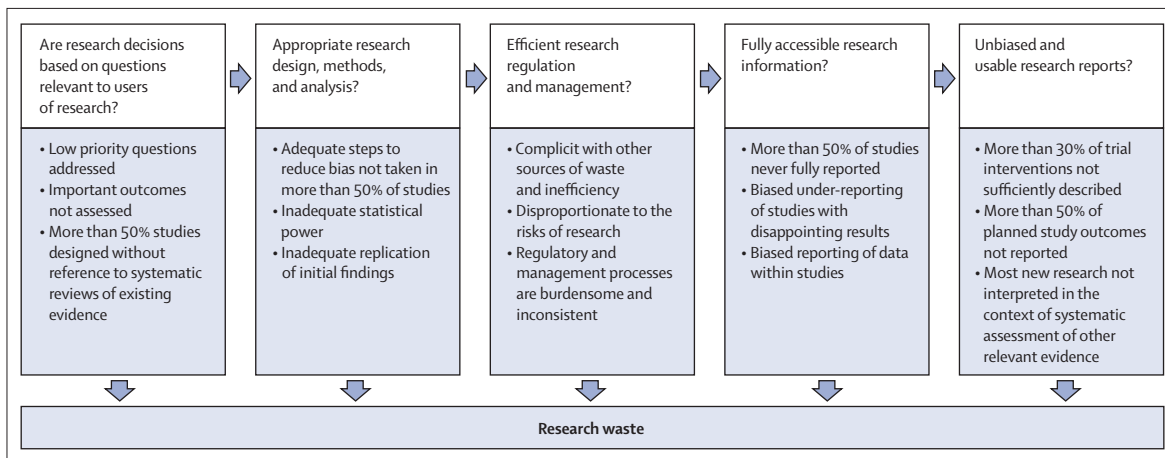 Are research decisions
based on questions
relevant to users
of research?
• Low priority questions
addressed
• Important outcomes
not assessed
• More than 50% studies
designed without
reference to systematic
reviews of existing
evidence
Appropriate research
design, methods,
and analysis?
• Adequate steps to
reduce bias not taken in
more than 50% of studies
• Inadequate statistical
power
• Inadequate replication
of initial findings
Efficient research
regulation
and management?
• Complicit with other
sources of waste
and inefficiency
• Disproportionate to the
risks of research
• Regulatory and
management processes
are burdensome and
inconsistent
Fully accessible research
information?
• More than 50% of studies
never fully reported
• Biased under-reporting
of studies with
disappointing results
• Biased reporting of data
within studies
Unbiased and
usable research reports?
• More than 30% of trial
interventions not
sufficiently described
• More than 50% of
planned study outcomes
not reported
• Most new research not
interpreted in the
context of systematic
assessment of other
relevant evidence
Research waste